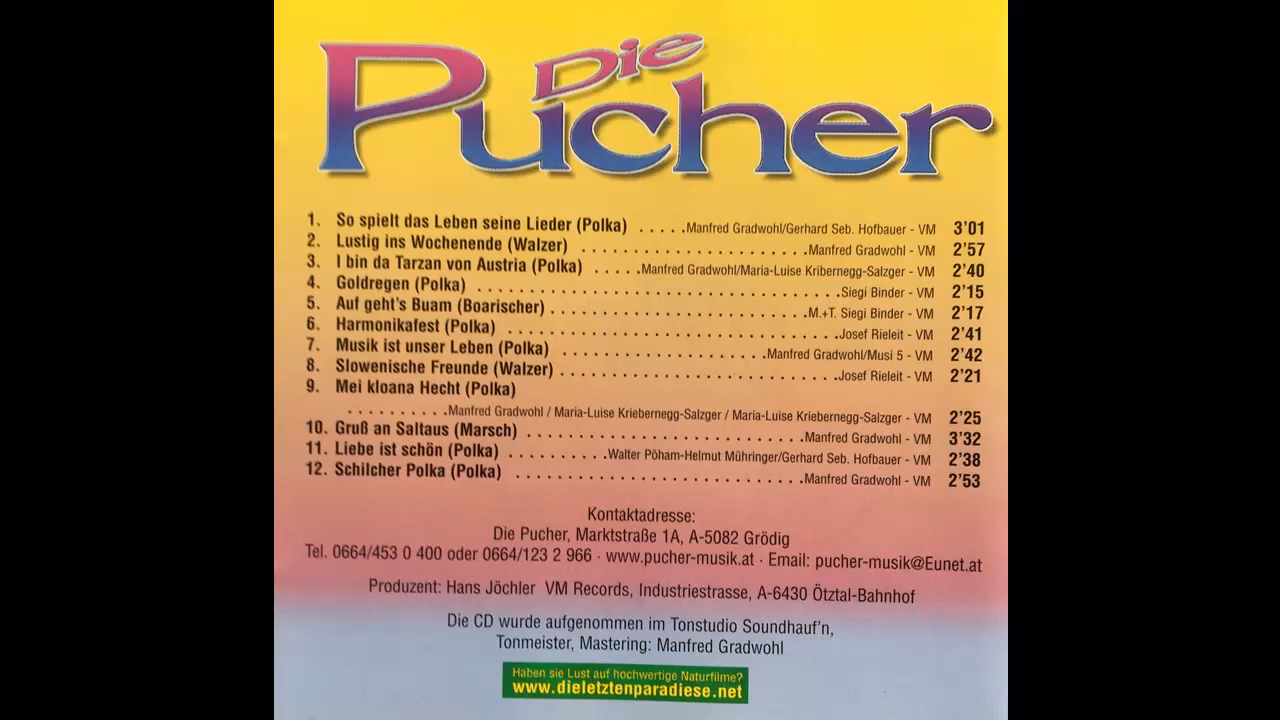 Die
Pucher
1. So spielt das Leben seine Lieder (Polka) . . . . .Manfred Gradwohl/Gerhard Seb. Hofbauer - VM 3'01
2. Lustig ins Wochenende (Walzer) . . . . . . . . . . . . . . . . . . . . . . .Manfred Gradwohl - VM 2'57
3. I bin da Tarzan von Austria (Polka) . . . . .Manfred Gradwohl/Maria-Luise Kribernegg-Salzger - VM 2'40
4. Goldregen (Polka) . . . . . . . . . . . . . . . . . . . . . . . . . . . . . . . . . . . . .Siegi Binder - VM 2'15
5. Auf geht's Buam (Boarischer) . . . . . . . . . . . . . . . . . . . . . . . . . .M.+T. Siegi Binder - VM 2'17
6. Harmonikafest (Polka) . . . . . . . . . . . . . . . . . . . . . . . . . . . . . . . . .Josef Rieleit - VM 2'41
7. Musik ist unser Leben (Polka) . . . . . . . . . . . . . . . . . . . . .Manfred Gradwohl/Musi 5 - VM 2'42
8. Slowenische Freunde (Walzer) . . . . . . . . . . . . . . . . . . . . . . . . . . . .Josef Rieleit - VM 2'21
9. Mei kloana Hecht (Polka)
. . . . . . . . . .Manfred Gradwohl / Maria-Luise Kriebernegg-Salzger / Maria-Luise Kriebernegg-Salzger - VM 2'25
10. Gruß an Saltaus (Marsch) . . . . . . . . . . . . . . . . . . . . . . . . . . . .Manfred Gradwohl - VM 3'32
11. Liebe ist schön (Polka) . . . . . . . . . .Walter Pöham-Helmut Mühringer/Gerhard Seb. Hofbauer - VM 2'38
12. Schilcher Polka (Polka) . . . . . . . . . . . . . . . . . . . . . . . . . . . . .Manfred Gradwohl - VM 2'53
Kontaktadresse:
Die Pucher, Marktstraße 1A, A-5082 Grödig
Tel. 0664/453 0 400 oder 0664/123 2 966 · www.pucher-musik.at · Email: pucher-musik@Eunet.at
Produzent: Hans Jöchler VM Records, Industriestrasse, A-6430 Ötztal-Bahnhof
Die CD wurde aufgenommen im Tonstudio Soundhauf'n,
Tonmeister, Mastering: Manfred Gradwohl
Haben sie Lust auf hochwertige Naturfilme?
www.dieletztenparadiese.net